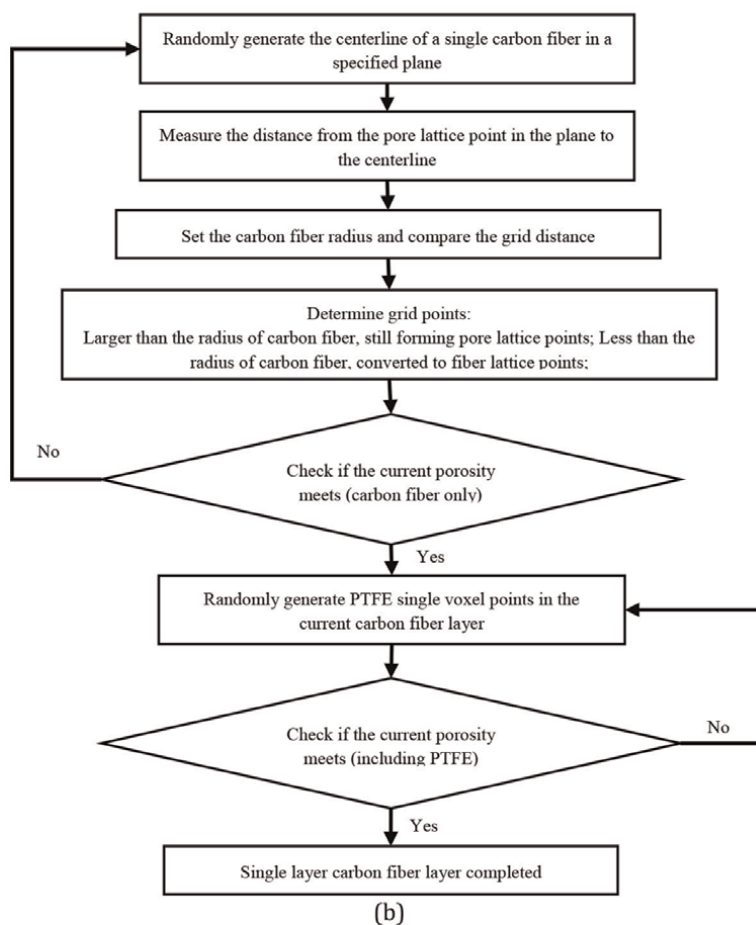 Randomly generate the centerline of a single carbon fiber in a
specified plane
Measure the distance from the pore lattice point in the plane to
the centerline
Set the carbon fiber radius and compare the grid distance
Determine grid points:
Larger than the radius of carbon fiber, still forming pore lattice points; Less than the
radius of carbon fiber, converted to fiber lattice points;
No
Check if the current porosity
meets (carbon fiber only)
Yes
Randomly generate PTFE single voxel points in the
current carbon fiber layer
Check if the current porosity
meets (including PTFE)
No
Yes
Single layer carbon fiber layer completed
(b)